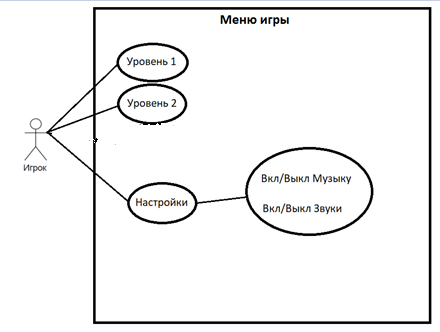 Меню игры
Уровень 1
Уровень 2
Игрок
Вкл/Выкл Музыку
Настройки
Вкл/Выкл Звуки